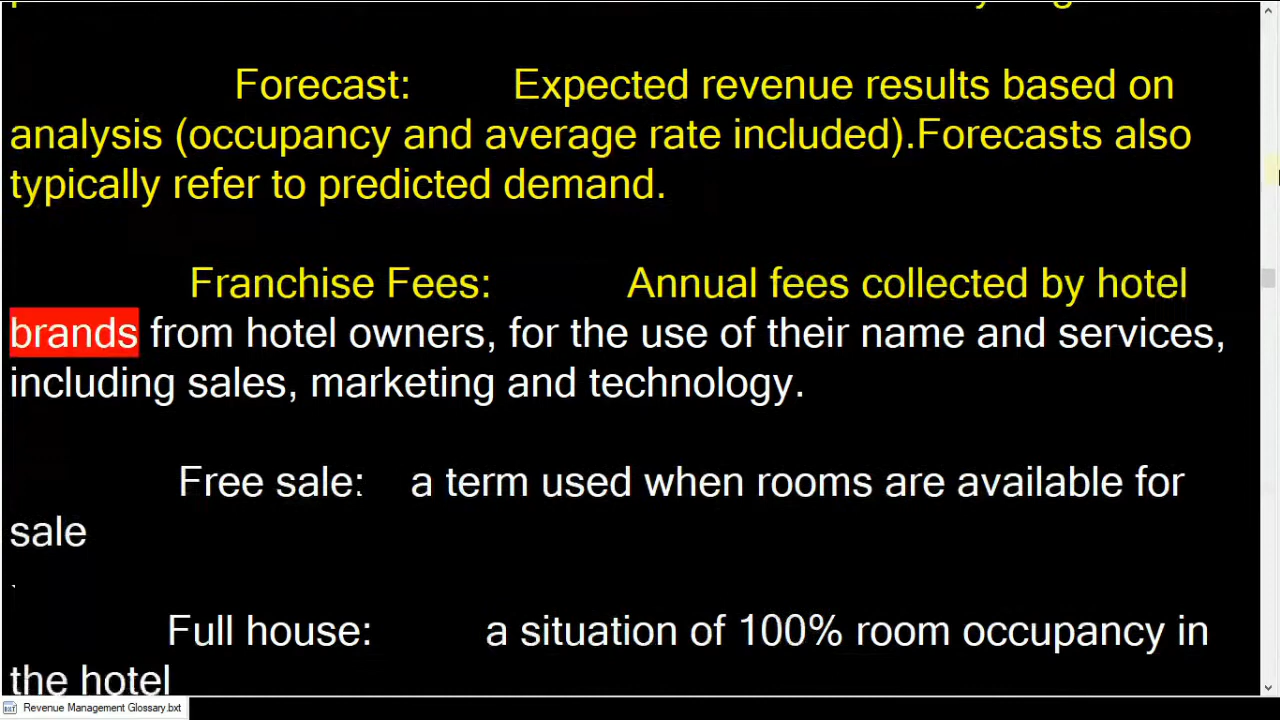 Forecast: Expected revenue results based on
analysis (occupancy and average rate included).Forecasts also
typically refer to predicted demand.
Franchise Fees: Annual fees collected by hotel
brands from hotel owners, for the use of their name and services,
including sales, marketing and technology.
Free sale: a term used when rooms are available for
sale
Full house: a situation of 100% room occupancy in
the hotel
Revenue Management Glossary.bxt